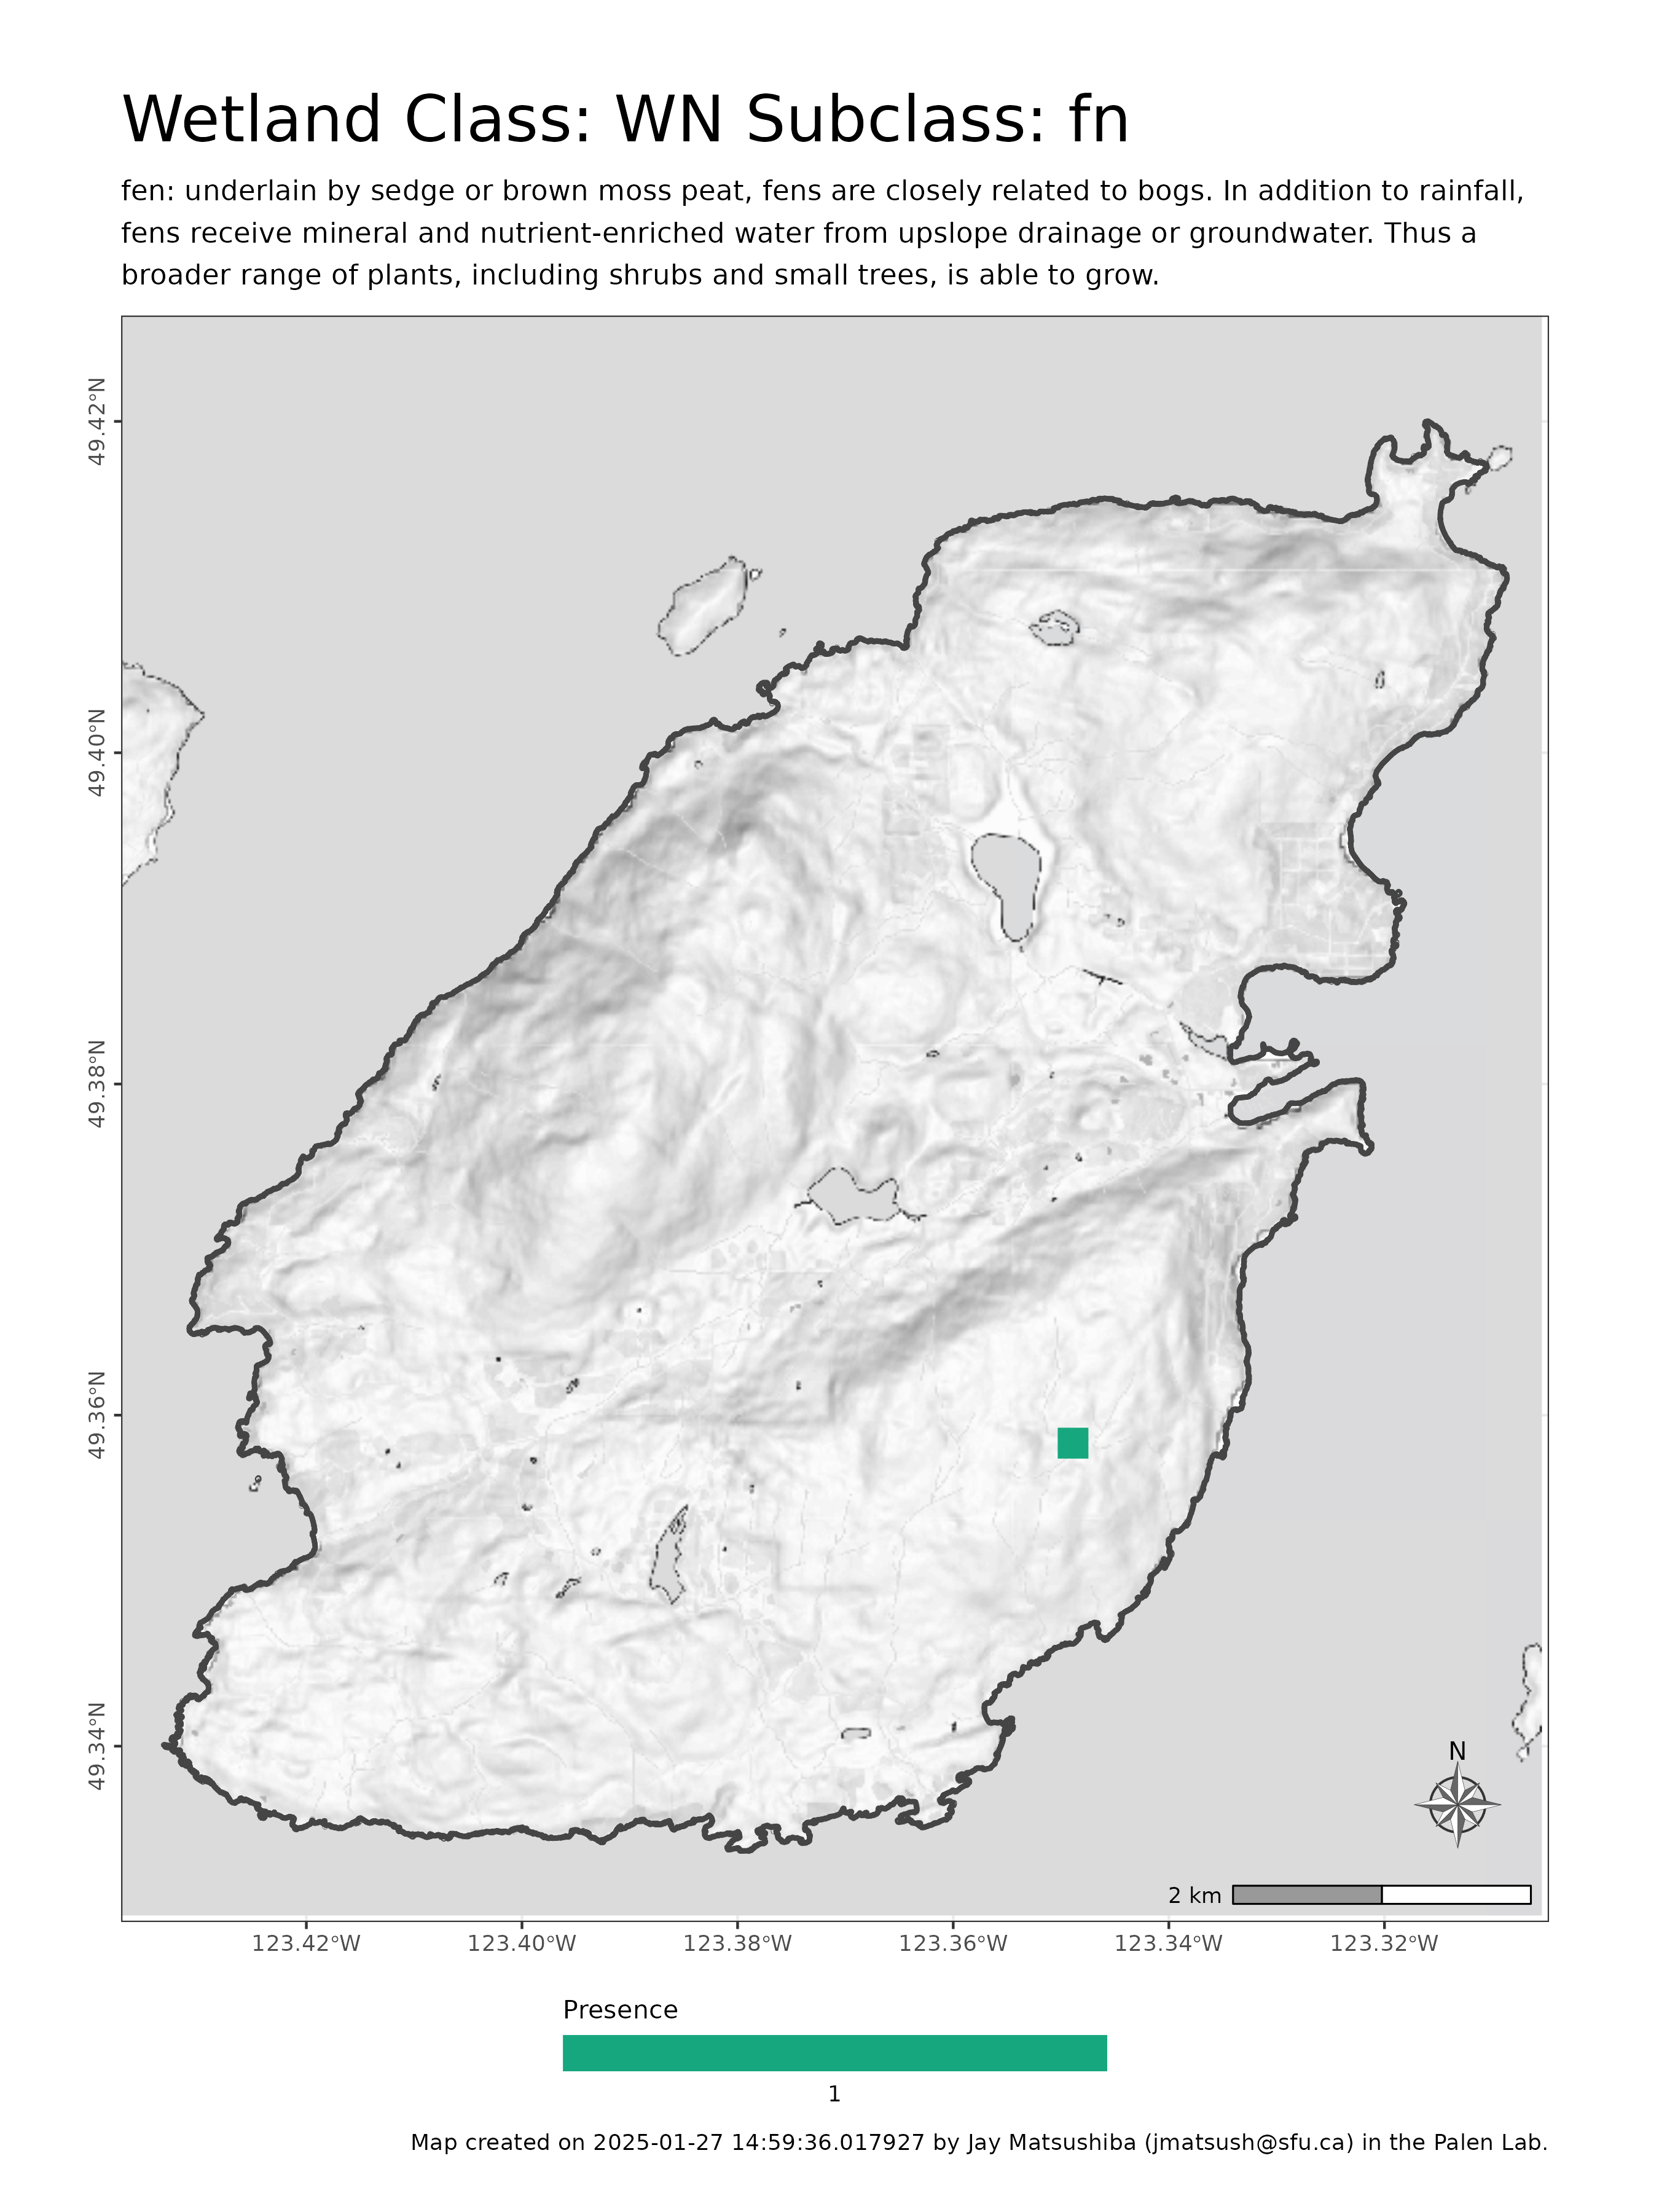 Wetland Class: WN Subclass: fn
fen: underlain by sedge or brown moss peat, fens are closely related to bogs. In addition to rainfall,
fens receive mineral and nutrient-enriched water from upslope drainage or groundwater. Thus a
broader range of plants, including shrubs and small trees, is able to grow.
49.42°N
49.40°N
49.38°N
49.36°N
49.34°N
N
2 km
123.42°W
123.40°W
123.38°W
123.36°W
123.34°W
123.32°W
Presence
1
Map created on 2025-01-27 14:59:36.017927 by Jay Matsushiba (jmatsush@sfu.ca) in the Palen Lab.